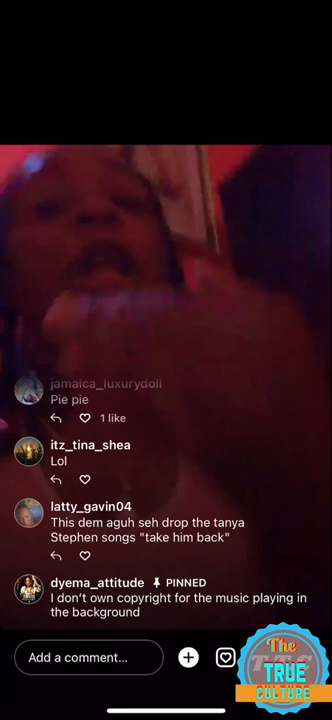 jamaica_luxurydoll
Pie pie
1 like
itz_tina_shea
Lol
latty_gavin04
This dem aguh seh drop the tanya
Stephen songs "take him back"
dyema_attitude PINNED
I don't own copyright for the music playing in
the background
Add a comment...
The
TRUE
CULTURE